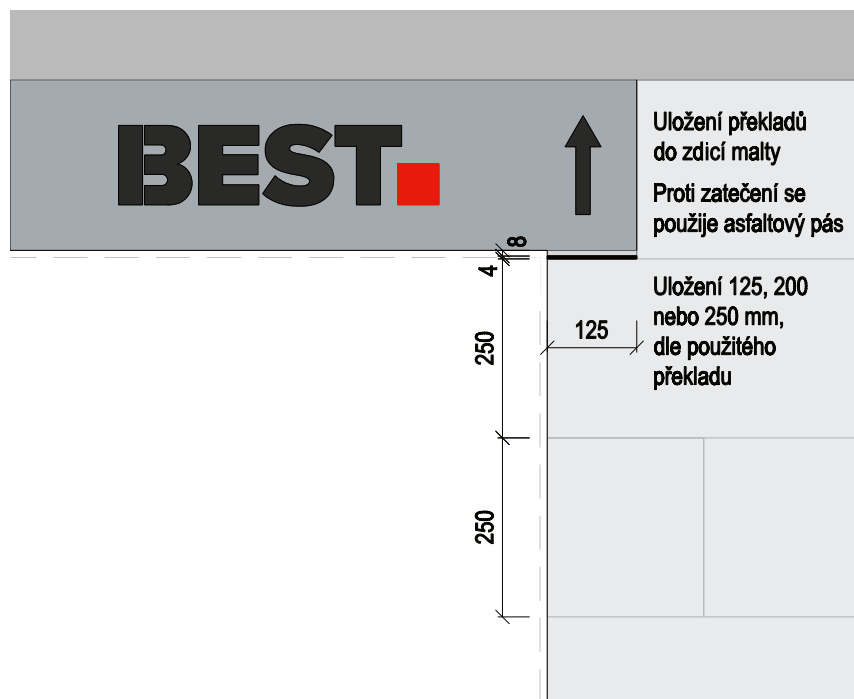 BEST
Uložení překladů
do zdicí malty
Proti zatečení se
použije asfaltový pás
8
4
Uložení 125, 200
nebo 250 mm,
dle použitého
překladu
125
250
250